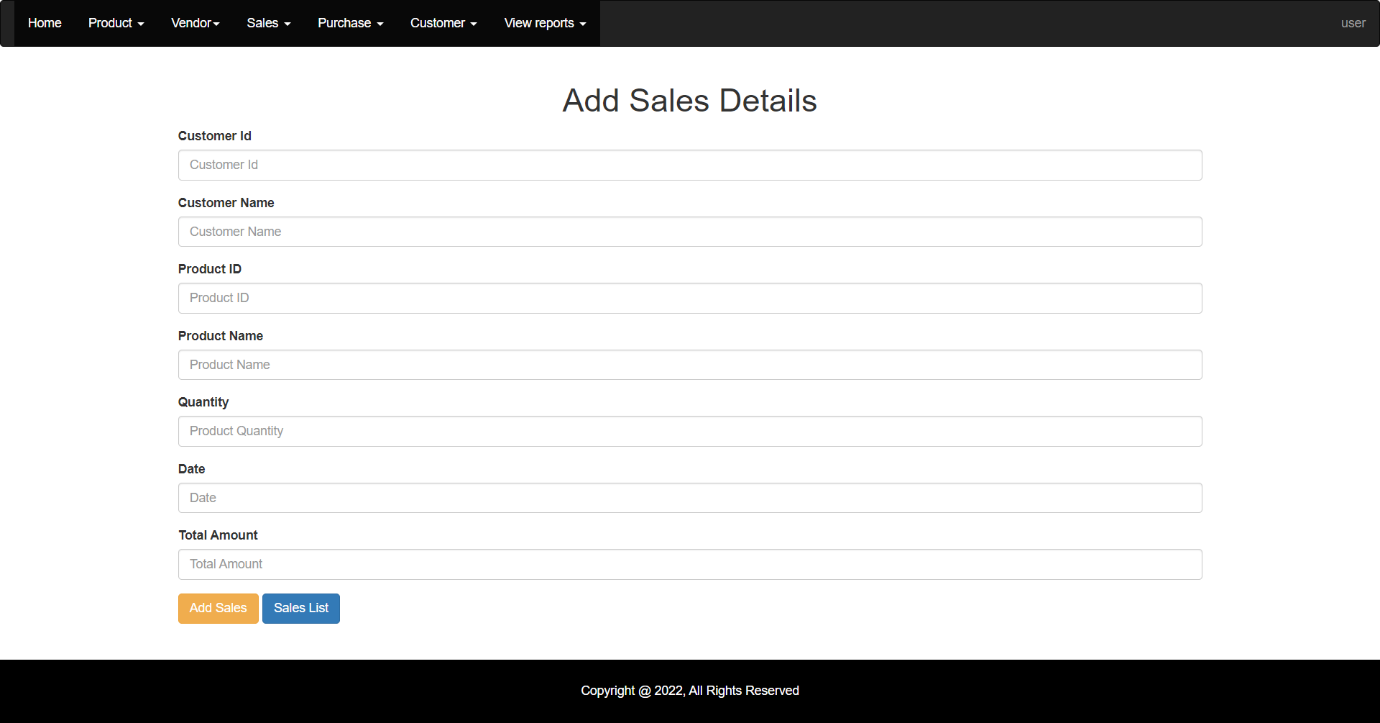 Home Product Vendor Sales Purchase Customer View reports user
Add Sales Details
Customer Id
Customer Id
Customer Name
Customer Name
Product ID
Product ID
Product Name
Product Name
Quantity
Product Quantity
Date
Date
Total Amount
Total Amount
Add Sales Sales List
Copyright @ 2022, All Rights Reserved